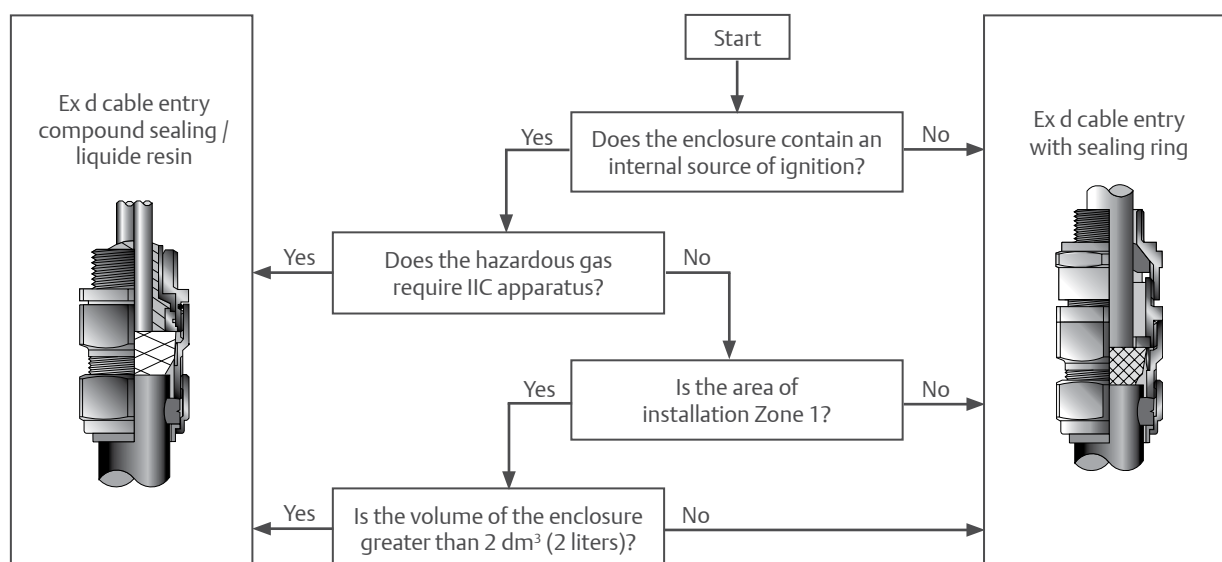 Start
Ex d cable entry
compound sealing /
liquide resin
Ex d cable entry
with sealing ring
Yes
Does the enclosure contain an
internal source of ignition?
No
Yes
Does the hazardous gas
require IIC apparatus?
No
Yes
Is the area of
installation Zone 1?
No
Yes
Is the volume of the enclosure
greater than 2 dm³ (2 liters)?
No